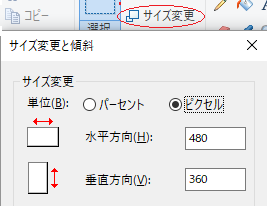 コピー
選択
サイズ変更
サイズ変更と傾斜
サイズ変更
単位(B): パーセント ピクセル
水平方向(H): 480
垂直方向(V): 360